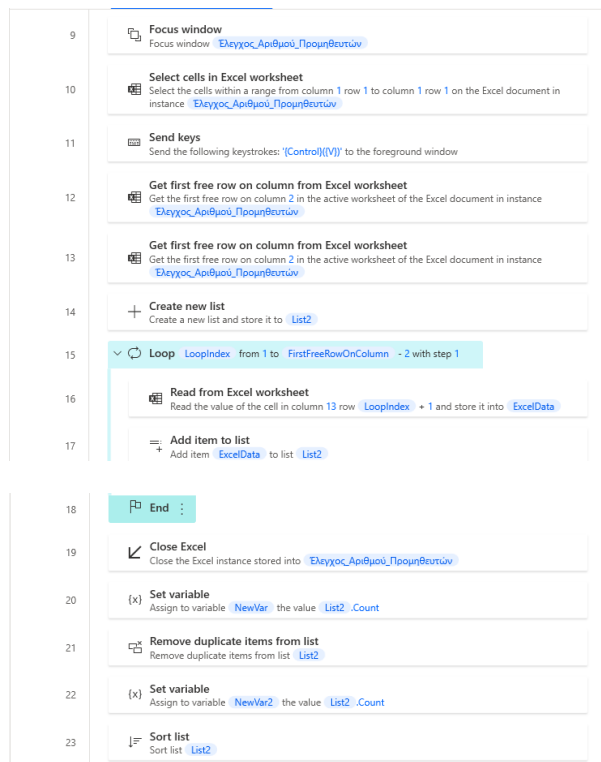 9
Focus window
Focus window Έλεγχος_Αριθμού_Προμηθευτών
10
Select cells in Excel worksheet
Select the cells within a range from column 1 row 1 to column 1 row 1 on the Excel document in
instance Έλεγχος_Αριθμού_Προμηθευτών
11
Send keys
Send the following keystrokes: '{Control}({V})' to the foreground window
12
Get first free row on column from Excel worksheet
Get the first free row on column 2 in the active worksheet of the Excel document in instance
Έλεγχος_Αριθμού_Προμηθευτών
13
Get first free row on column from Excel worksheet
Get the first free row on column 2 in the active worksheet of the Excel document in instance
Έλεγχος_Αριθμού_Προμηθευτών
14
Create new list
Create a new list and store it to List2
15
Loop LoopIndex from 1 to FirstFreeRowOnColumn - 2 with step 1
16
Read from Excel worksheet
Read the value of the cell in column 13 row LoopIndex + 1 and store it into ExcelData
17
Add item to list
Add item ExcelData to list List2
18
End
19
Close Excel
Close the Excel instance stored into Έλεγχος_Αριθμού_Προμηθευτών
20
{x} Set variable
Assign to variable NewVar the value List2 .Count
21
Remove duplicate items from list
Remove duplicate items from list List2
22
{x} Set variable
Assign to variable NewVar2 the value List2 .Count
23
Sort list
Sort list List2